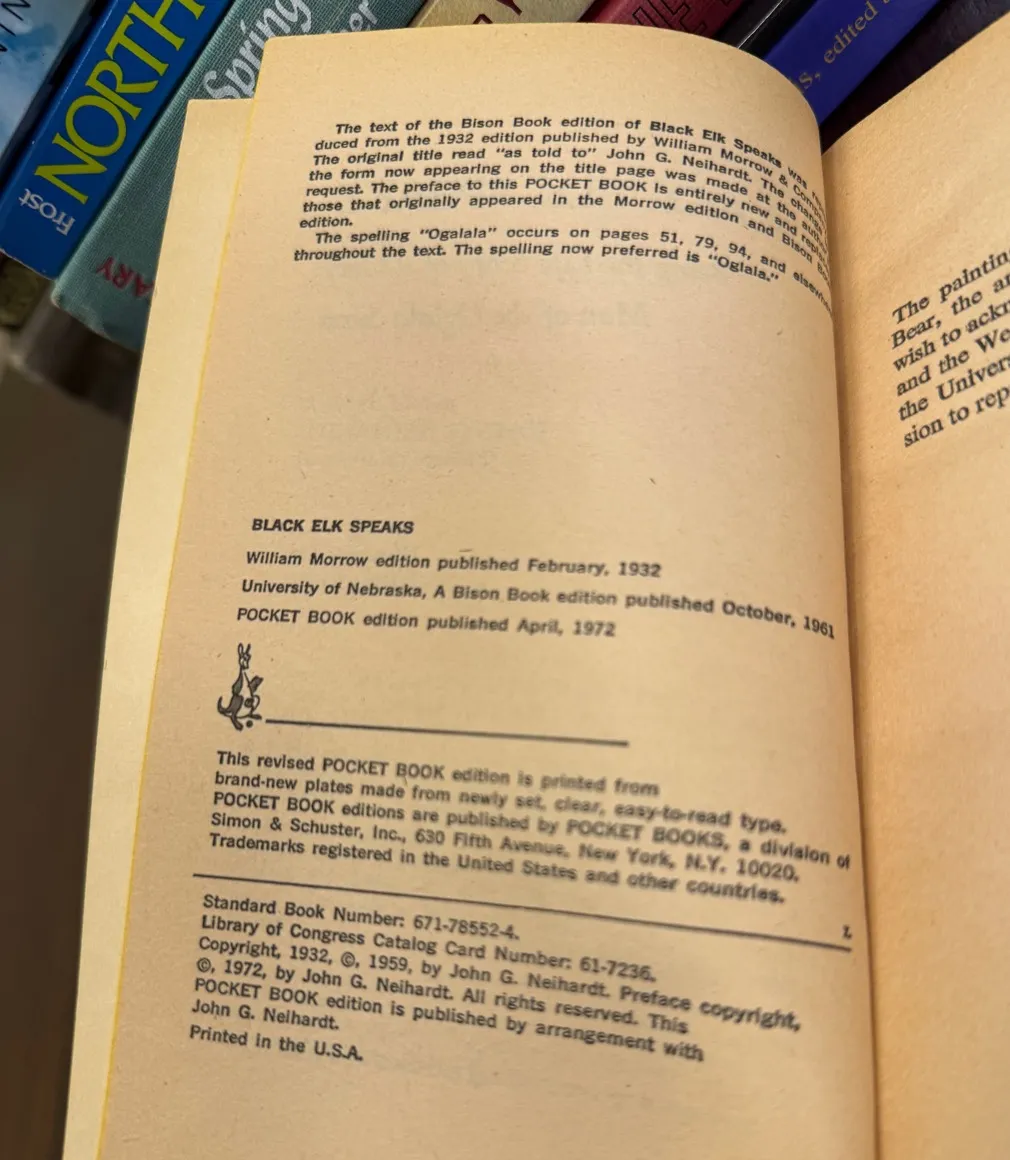 NORTH
Frost
Spring
ARY
S, edited
The text of the Bison Book edition of Black Elk Speaks was
duced from the 1932 edition published by William Morrow &
The original title read "as told to" John G. Neihardt. The change
the form now appearing on the title page was made at the
request. The preface to this POCKET BOOK is entirely new and
those that originally appeared in the Morrow edition and Bison
edition.
The spelling "Ogalala" occurs on pages 51, 79, 94, and
throughout the text. The spelling now preferred is "Oglala."
BLACK ELK SPEAKS
William Morrow edition published February, 1932
University of Nebraska, A Bison Book edition published October, 1961
POCKET BOOK edition published April, 1972
This revised POCKET BOOK edition is printed from
brand-new plates made from newly set, clear, easy-to-read type.
POCKET BOOK editions are published by POCKET BOOKS, a division of
Simon & Schuster, Inc., 630 Fifth Avenue, New York, N.Y. 10020.
Trademarks registered in the United States and other countries.
L
Standard Book Number: 671-78552-4.
Library of Congress Catalog Card Number: 61-7236.
Copyright, 1932, ©, 1959, by John G. Neihardt. Preface copyright,
©, 1972, by John G. Neihardt. All rights reserved. This
POCKET BOOK edition is published by arrangement with
John G. Neihardt.
Printed in the U.S.A.
The paintin
Bear, the
wish to ackn
and the We
the Univers
sion to rep